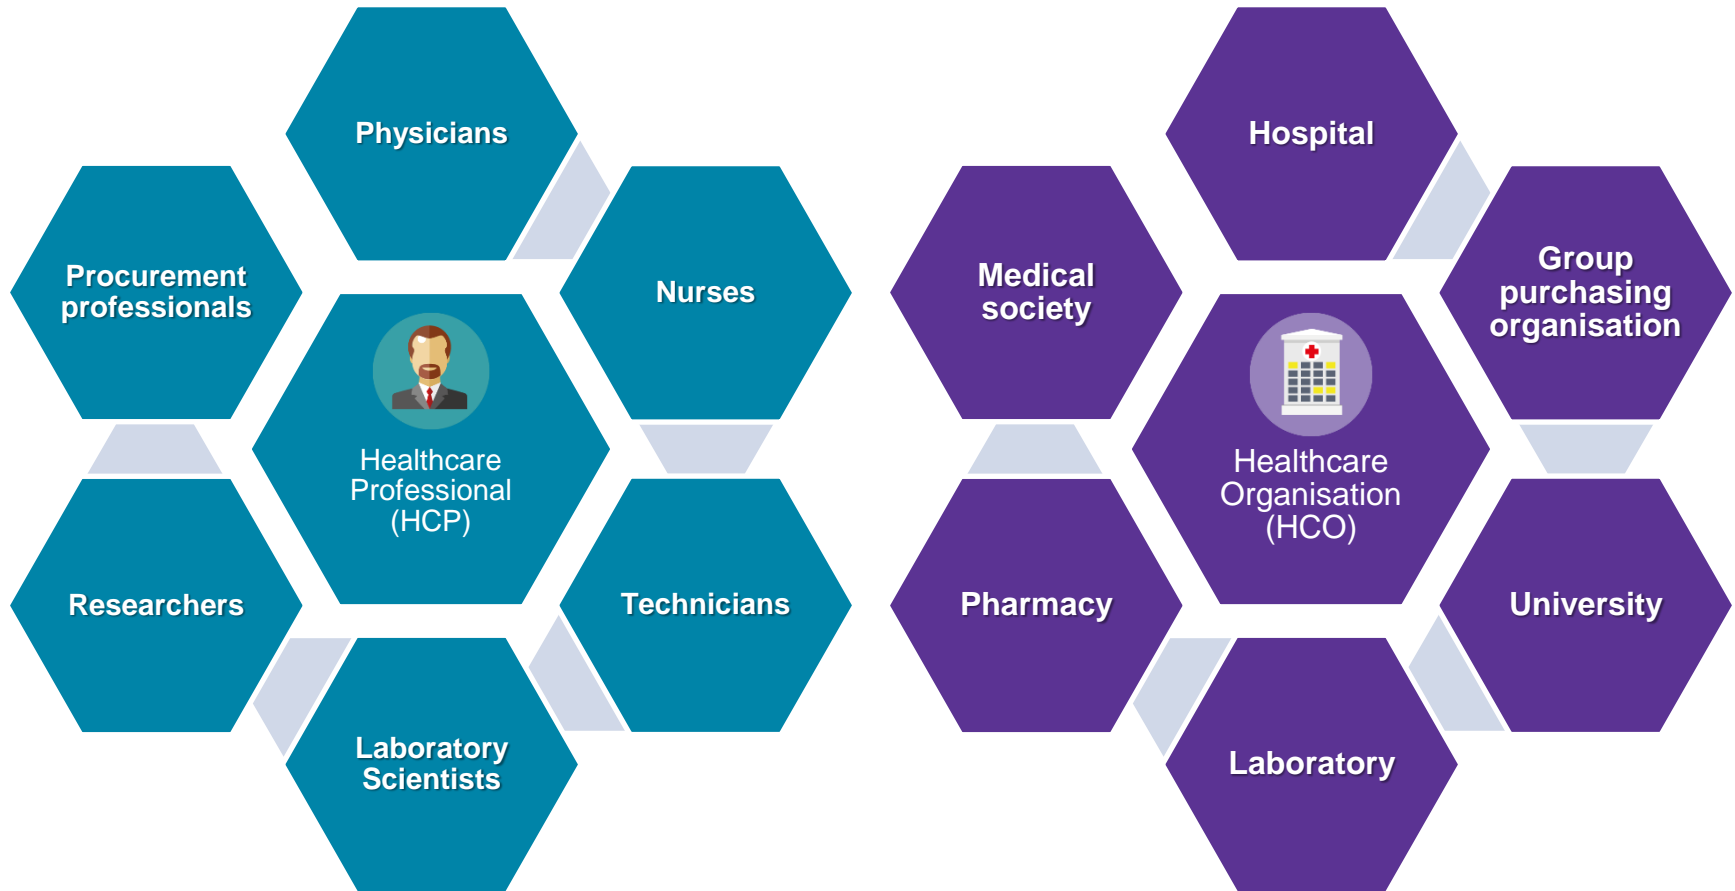 Physicians
Nurses
Technicians
Laboratory
Scientists
Researchers
Procurement
professionals
Healthcare
Professional
(HCP)
Hospital
Group
purchasing
organisation
University
Laboratory
Pharmacy
Medical
society
Healthcare
Organisation
(HCO)